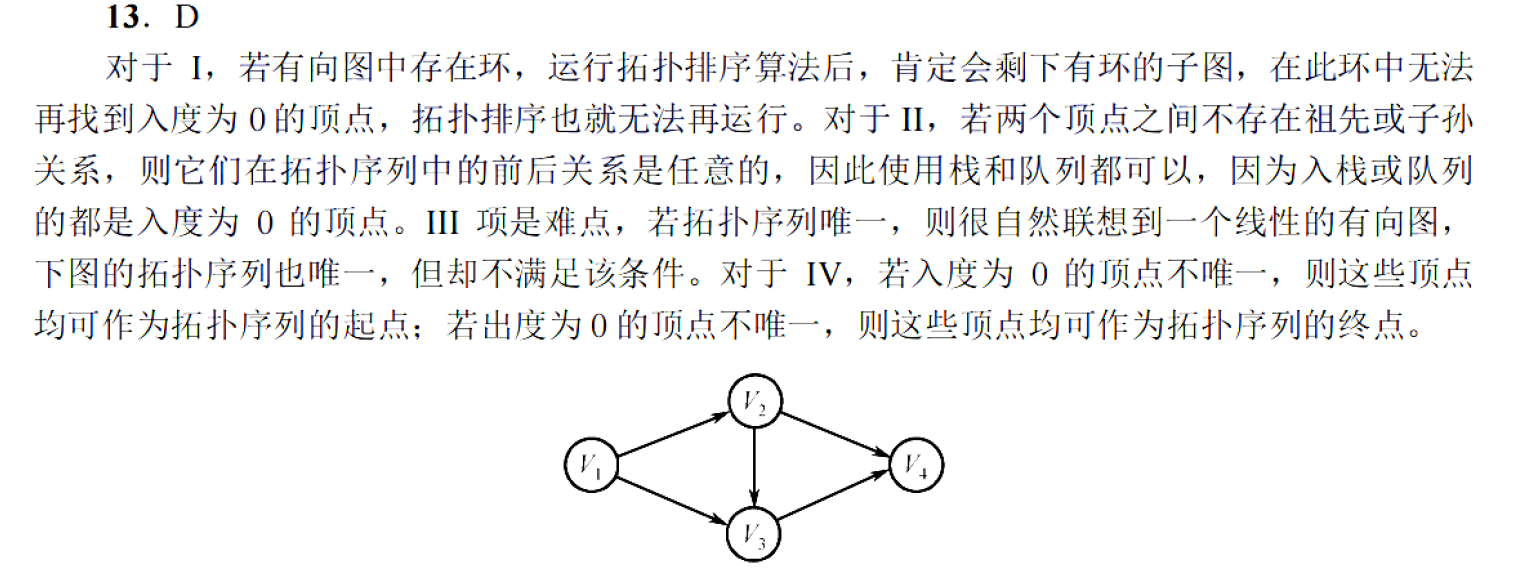 13．D
对于 I，若有向图中存在环，运行拓扑排序算法后，肯定会剩下有环的子图，在此环中无法
再找到入度为 0 的顶点，拓扑排序也就无法再运行。对于 II，若两个顶点之间不存在祖先或子孙
关系，则它们在拓扑序列中的前后关系是任意的，因此使用栈和队列都可以，因为入栈或队列
的都是入度为 0 的顶点。III 项是难点，若拓扑序列唯一，则很自然联想到一个线性的有向图，
下图的拓扑序列也唯一，但却不满足该条件。对于 IV，若入度为 0 的顶点不唯一，则这些顶点
均可作为拓扑序列的起点；若出度为 0 的顶点不唯一，则这些顶点均可作为拓扑序列的终点。
V2
V1
V4
V3